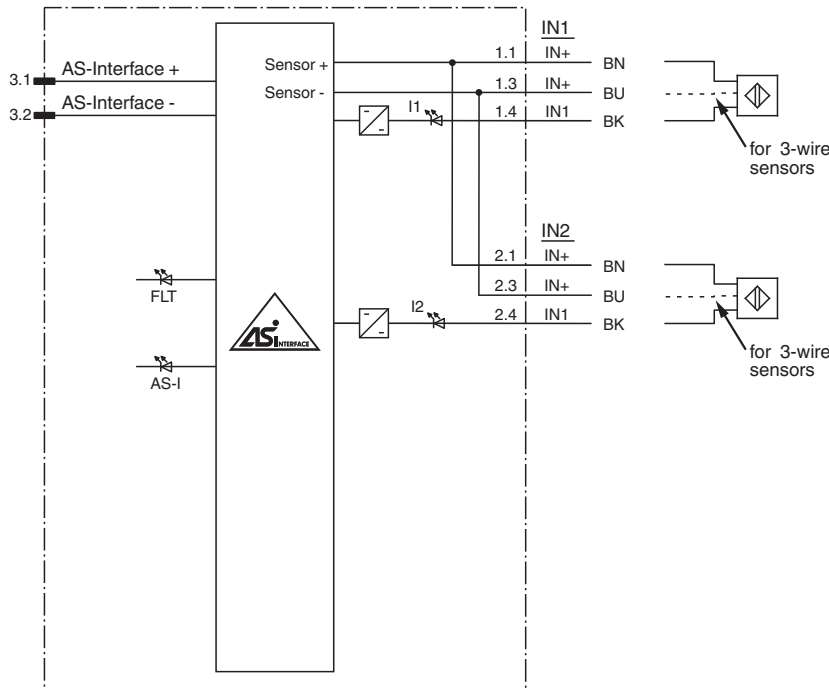 IN1
1.1 IN+ BN
Sensor +
AS-Interface +
3.1
1.3 IN+ BU
Sensor -
AS-Interface -
3.2
I1
1.4 IN1 BK
for 3-wire
sensors
IN2
2.1 IN+ BN
2.3 IN+ BU
FLT
I2
2.4 IN1 BK
ASi INTERFACE
for 3-wire
sensors
AS-I